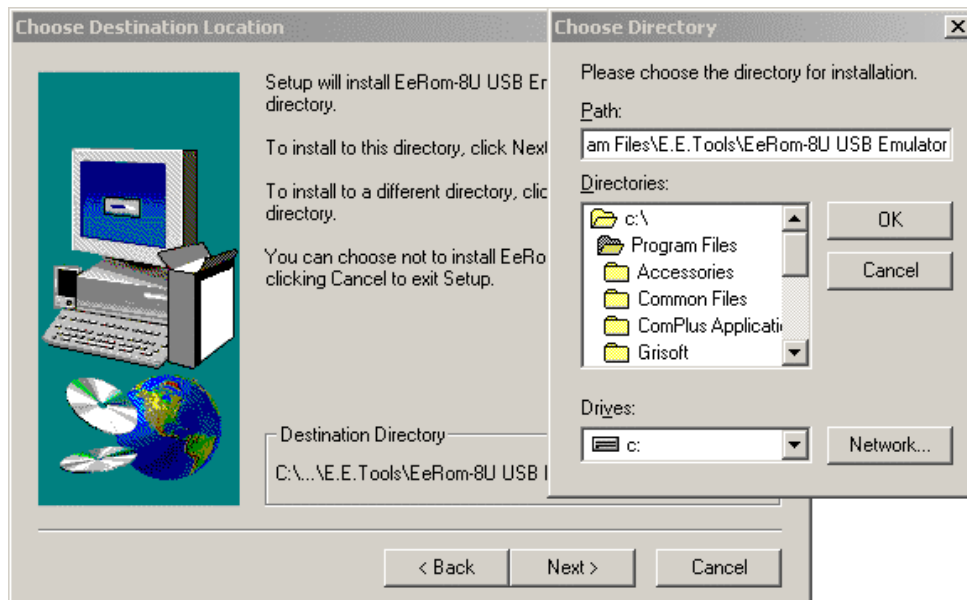 Choose Destination Location
Setup will install EeRom-8U USB Er
directory.
To install to this directory, click Next
To install to a different directory, clic
directory.
You can choose not to install EeRo
clicking Cancel to exit Setup.
Destination Directory
C:\...\E.E.Tools\EeRom-8U USB
< Back
Next >
Cancel
Choose Directory
Please choose the directory for installation.
Path:
am Files\E.E.Tools\EeRom-8U USB Emulator
Directories:
c:\
Program Files
Accessories
Common Files
ComPlus Applicati
Grisoft
OK
Cancel
Drives:
c:
Network...